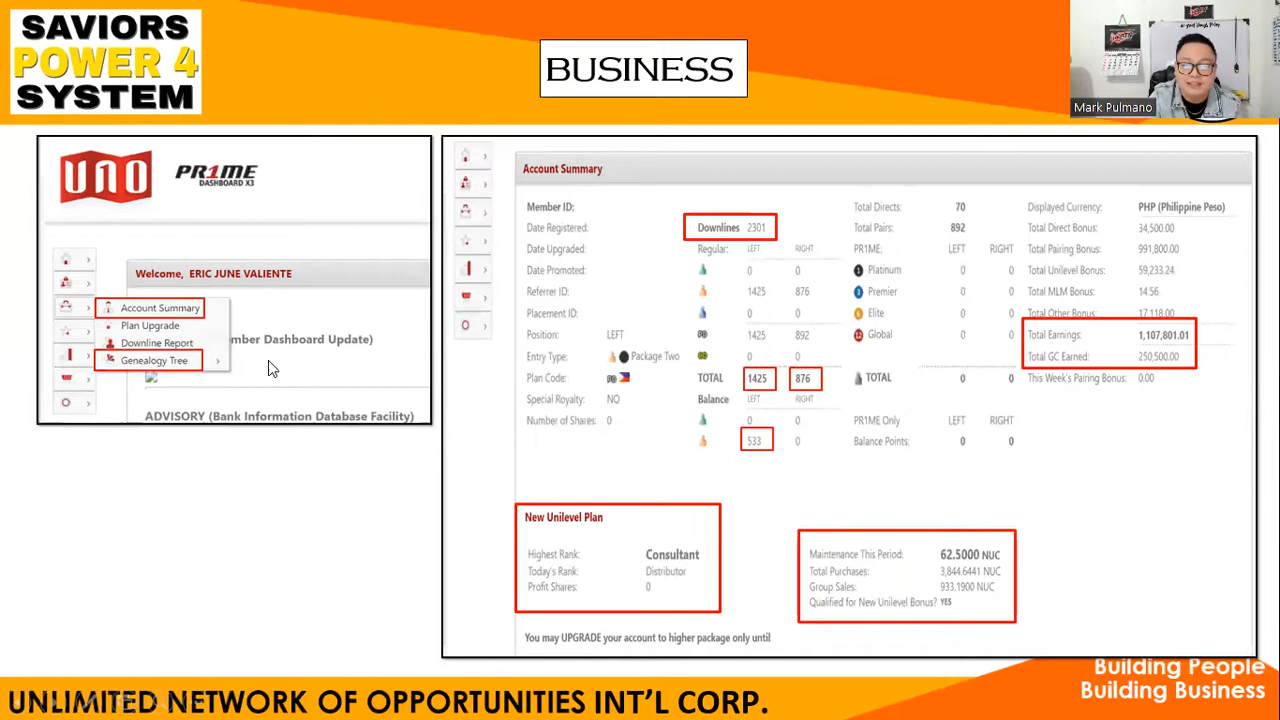 SAVIORS
POWER 4
SYSTEM
BUSINESS
Mark Pulmano
UNO
PR1ME
DASHBOARD X3
Welcome, ERIC JUNE VALIENTE
Account Summary
Plan Upgrade
Downline Report
Genealogy Tree
mber Dashboard Update)
ADVISORY (Bank Information Database Facility)
Account Summary
Member ID: Total Directs: 70 Displayed Currency: PHP (Philippine Peso)
Date Registered: Downlines 2301 Total Pairs: 892 Total Direct Bonus: 34,500.00
Date Upgraded: Regular: LEFT RIGHT PR1ME: LEFT RIGHT Total Pairing Bonus: 991,800.00
Date Promoted: 0 0 Platinum 0 0 Total Unilevel Bonus: 59,233.24
Referrer ID: 1425 876 Premier 0 0 Total MLM Bonus: 14.56
Placement ID: 0 0 Elite 0 0 Total Other Bonus: 17,118.00
Position: LEFT 1425 892 Global 0 0 Total Earnings: 1,107,801.01
Entry Type: Package Two 0 0 Total GC Earned: 250,500.00
Plan Code: TOTAL 1425 876 TOTAL 0 0 This Week's Pairing Bonus: 0.00
Special Royalty: NO Balance LEFT RIGHT
Number of Shares: 0 0 0 PR1ME Only LEFT RIGHT
533 0 Balance Points: 0 0
New Unilevel Plan
Highest Rank: Consultant
Today's Rank: Distributor
Profit Shares: 0
Maintenance This Period: 62.5000 NUC
Total Purchases: 3,844.6441 NUC
Group Sales: 933.1900 NUC
Qualified for New Unilevel Bonus? YES
You may UPGRADE your account to higher package only until
Building People
Building Business
UNLIMITED NETWORK OF OPPORTUNITIES INT'L CORP.